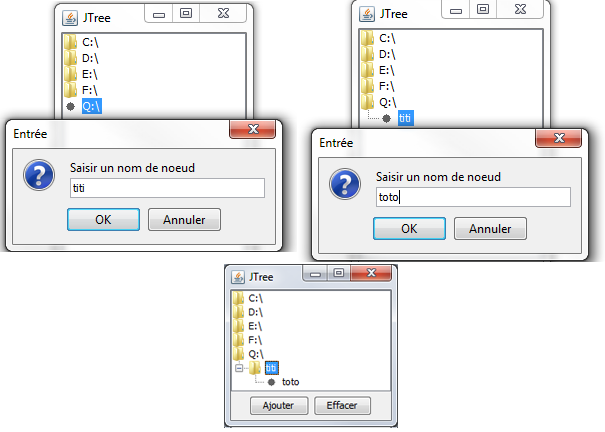 JTree
C:\
D:\
E:\
F:\
Q:\
Entrée
Saisir un nom de noeud
titi
OK
Annuler
JTree
C:\
D:\
E:\
F:\
Q:\
titi
Entrée
Saisir un nom de noeud
toto
OK
Annuler
JTree
C:\
D:\
E:\
F:\
Q:\
titi
toto
Ajouter
Effacer